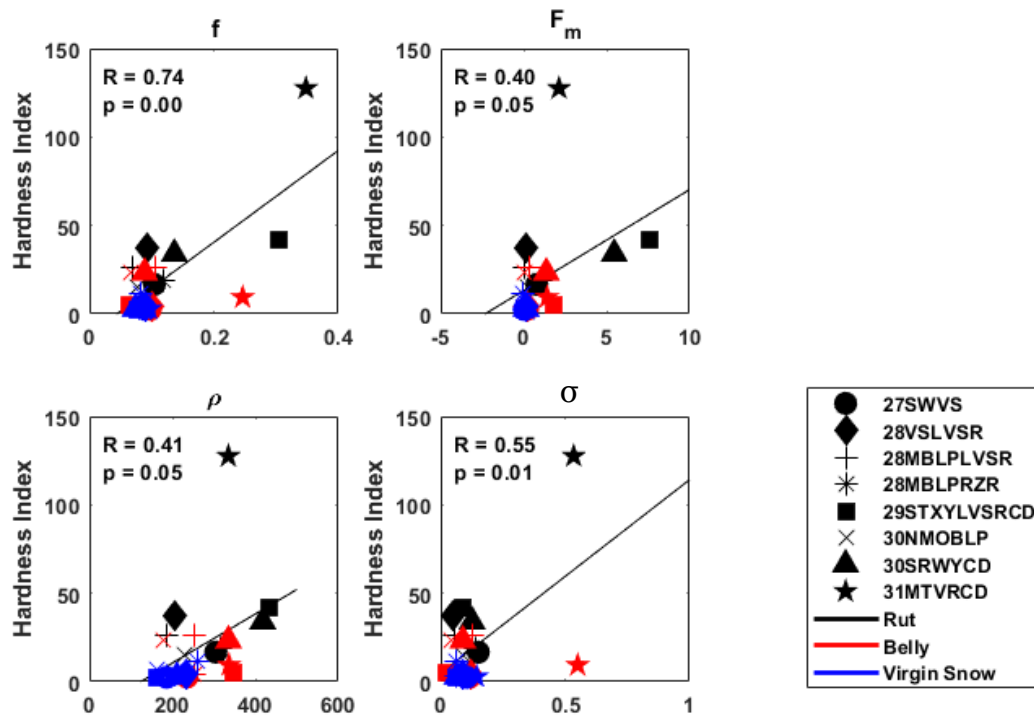 f
R = 0.74
p = 0.00
Hardness Index
150
100
50
0
0
0.2
0.4
F_m
R = 0.40
p = 0.05
Hardness Index
150
100
50
0
-5
0
5
10
ρ
R = 0.41
p = 0.05
Hardness Index
150
100
50
0
0
200
400
600
σ
R = 0.55
p = 0.01
Hardness Index
150
100
50
0
0
0.5
1
27SWVS
28VSLVSR
28MBLPLVSR
28MBLPRZR
29STXYLVSRCD
30NMOBLP
30SRWYCD
31MTVRCD
Rut
Belly
Virgin Snow